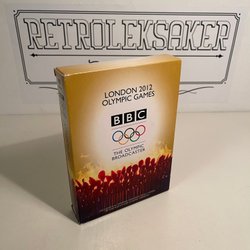 RETROLEKSAKER
LONDON 2012
OLYMPIC GAMES
BBC
THE OLYMPIC
BROADCASTER